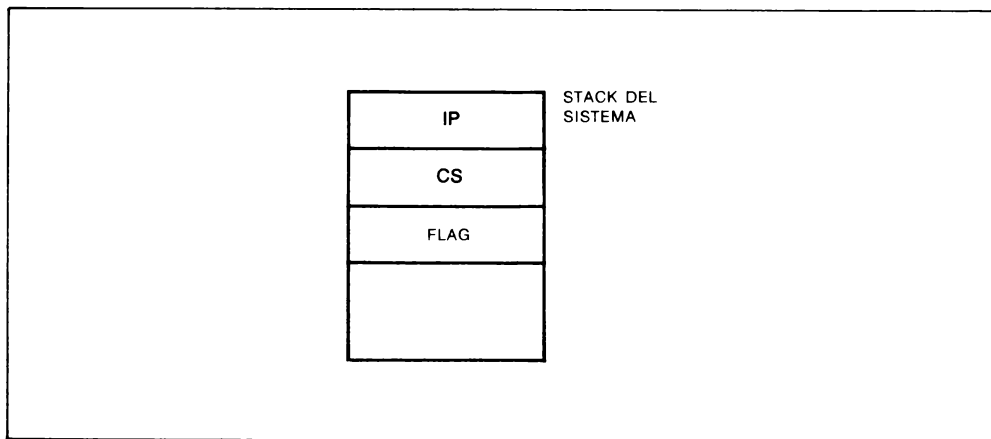 STACK DEL
SISTEMA
IP
CS
FLAG